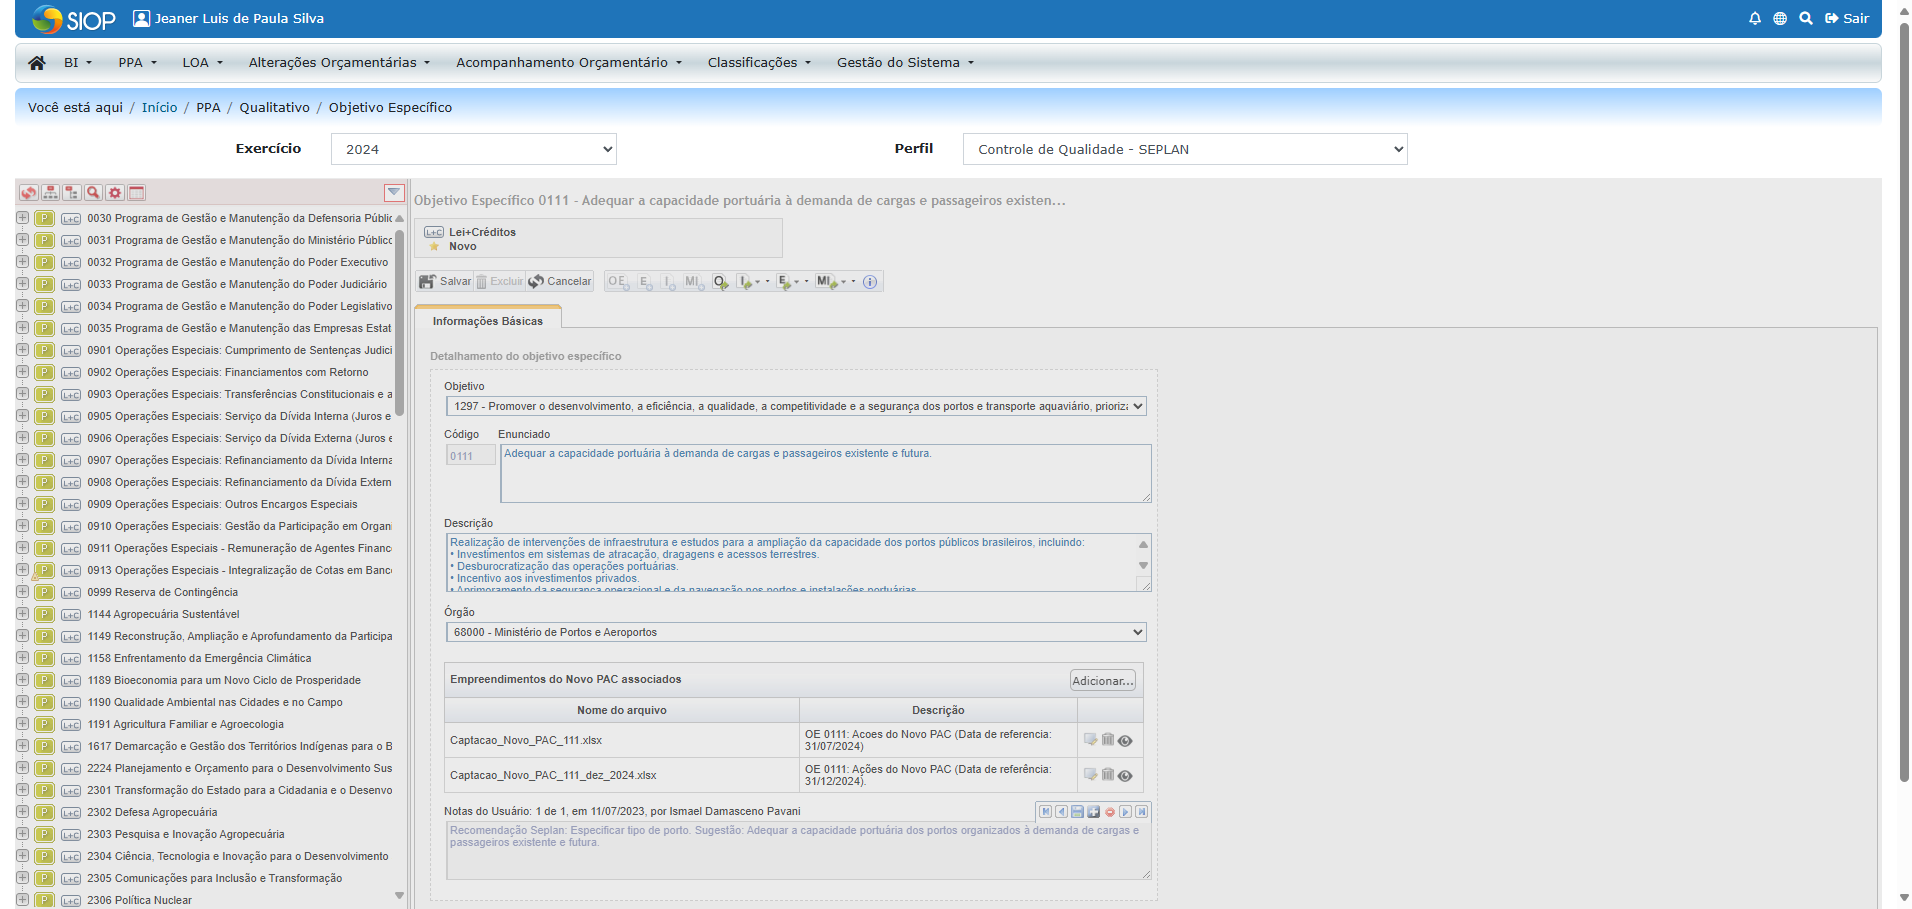 SIOP
Jeaner Luis de Paula Silva
Sair
BI
PPA
LOA
Alterações Orçamentárias
Acompanhamento Orçamentário
Classificações
Gestão do Sistema
Você está aqui / Início / PPA / Qualitativo / Objetivo Específico
Exercício
2024
Perfil
Controle de Qualidade - SEPLAN
P L+C 0030 Programa de Gestão e Manutenção da Defensoria Públic
P L+C 0031 Programa de Gestão e Manutenção do Ministério Público
P L+C 0032 Programa de Gestão e Manutenção do Poder Executivo
P L+C 0033 Programa de Gestão e Manutenção do Poder Judiciário
P L+C 0034 Programa de Gestão e Manutenção do Poder Legislativo
P L+C 0035 Programa de Gestão e Manutenção das Empresas Estat
P L+C 0901 Operações Especiais: Cumprimento de Sentenças Judici
P L+C 0902 Operações Especiais: Financiamentos com Retorno
P L+C 0903 Operações Especiais: Transferências Constitucionais e a
P L+C 0905 Operações Especiais: Serviço da Dívida Interna (Juros e
P L+C 0906 Operações Especiais: Serviço da Dívida Externa (Juros e
P L+C 0907 Operações Especiais: Refinanciamento da Dívida Interna
P L+C 0908 Operações Especiais: Refinanciamento da Dívida Extern
P L+C 0909 Operações Especiais: Outros Encargos Especiais
P L+C 0910 Operações Especiais: Gestão da Participação em Organi
P L+C 0911 Operações Especiais - Remuneração de Agentes Financ
P L+C 0913 Operações Especiais - Integralização de Cotas em Banc
P L+C 0999 Reserva de Contingência
P L+C 1144 Agropecuária Sustentável
P L+C 1149 Reconstrução, Ampliação e Aprofundamento da Participa
P L+C 1158 Enfrentamento da Emergência Climática
P L+C 1189 Bioeconomia para um Novo Ciclo de Prosperidade
P L+C 1190 Qualidade Ambiental nas Cidades e no Campo
P L+C 1191 Agricultura Familiar e Agroecologia
P L+C 1617 Demarcação e Gestão dos Territórios Indígenas para o B
P L+C 2224 Planejamento e Orçamento para o Desenvolvimento Sus
P L+C 2301 Transformação do Estado para a Cidadania e o Desenvo
P L+C 2302 Defesa Agropecuária
P L+C 2303 Pesquisa e Inovação Agropecuária
P L+C 2304 Ciência, Tecnologia e Inovação para o Desenvolvimento
P L+C 2305 Comunicações para Inclusão e Transformação
P L+C 2306 Política Nuclear
Objetivo Específico 0111 - Adequar a capacidade portuária à demanda de cargas e passageiros existen...
L+C Lei+Créditos
Novo
Salvar Excluir Cancelar OE E I MI O I E MI i
Informações Básicas
Detalhamento do objetivo específico
Objetivo
1297 - Promover o desenvolvimento, a eficiência, a qualidade, a competitividade e a segurança dos portos e transporte aquaviário, prioriza
Código Enunciado
0111
Adequar a capacidade portuária à demanda de cargas e passageiros existente e futura.
Descrição
Realização de intervenções de infraestrutura e estudos para a ampliação da capacidade dos portos públicos brasileiros, incluindo:
• Investimentos em sistemas de atracação, dragagens e acessos terrestres.
• Desburocratização das operações portuárias.
• Incentivo aos investimentos privados.
• Aprimoramento da segurança operacional e da navegação nos portos e instalações portuárias.
Órgão
68000 - Ministério de Portos e Aeroportos
Empreendimentos do Novo PAC associados
Adicionar...
Nome do arquivo Descrição
Captacao_Novo_PAC_111.xlsx
OE 0111: Acoes do Novo PAC (Data de referencia:
31/07/2024)
Captacao_Novo_PAC_111_dez_2024.xlsx
OE 0111: Ações do Novo PAC (Data de referência:
31/12/2024).
Notas do Usuário: 1 de 1, em 11/07/2023, por Ismael Damasceno Pavani
Recomendação Seplan: Especificar tipo de porto. Sugestão: Adequar a capacidade portuária dos portos organizados à demanda de cargas e
passageiros existente e futura.